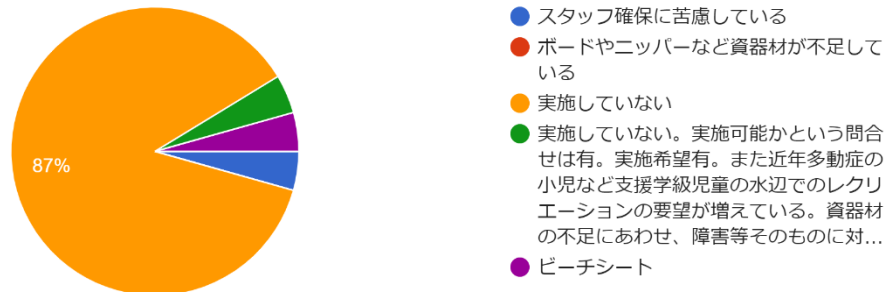 スタッフ確保に苦慮している
ボードやニッパーなど資器材が不足して
いる
実施していない
実施していない。実施可能かという問合
せは有。実施希望有。また近年多動症の
小児など支援学級児童の水辺でのレクリ
エーションの要望が増えている。資器材
の不足にあわせ、障害等そのものに対…
ビーチシート
87%